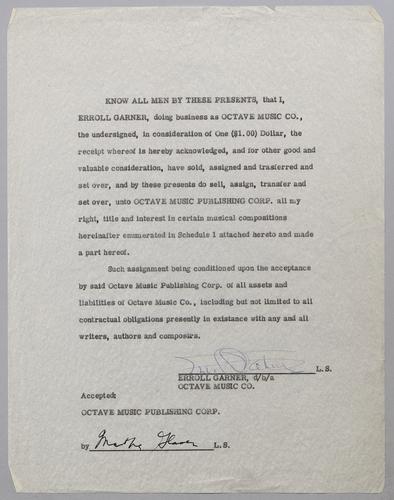 KNOW ALL MEN BY THESE PRESENTS, that I,
ERROLL GARNER, doing business as OCTAVE MUSIC CO.,
the undersigned, in consideration of One ($1.00) Dollar, the
receipt whereof is hereby acknowledged, and for other good and
valuable consideration, have sold, assigned and trasferred and
set over, and by these presents do sell, assign, transfer and
set over, unto OCTAVE MUSIC PUBLISHING CORP. all my
right, title and interest in certain musical compositions
hereinafter enumerated in Schedule 1 attached hereto and made
a part hereof.
Such assignment being conditioned upon the acceptance
by said Octave Music Publishing Corp. of all assets and
liabilities of Octave Music Co., including but not limited to all
contractual obligations presently in existance with any and all
writers, authors and composirs.
L.S.
ERROLL GARNER, d/b/a
OCTAVE MUSIC CO.
Accepted:
OCTAVE MUSIC PUBLISHING CORP.
by Martha Glaser L.S.